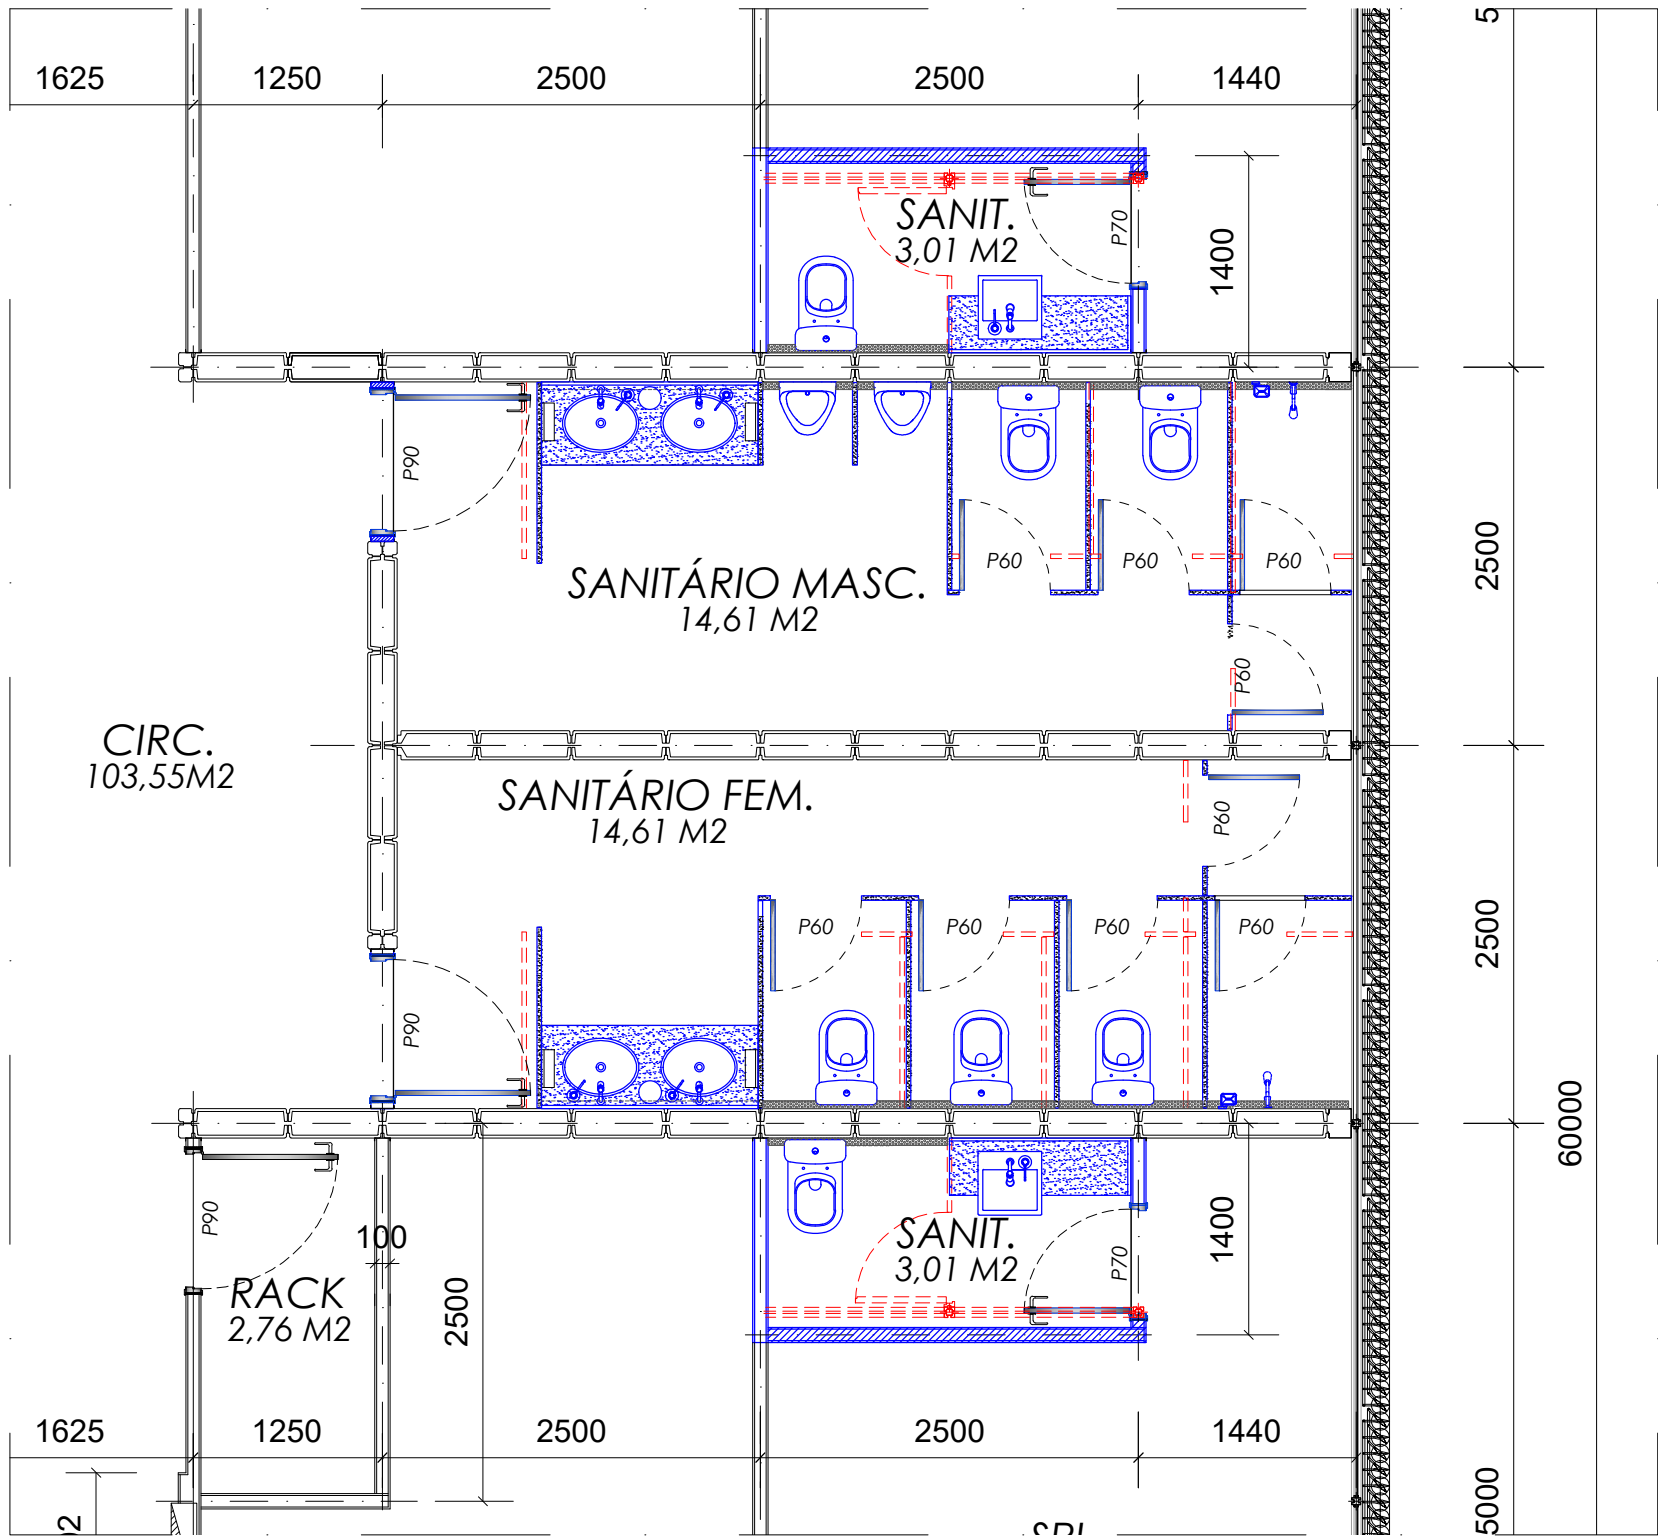 5
1625 1250 2500 2500 1440
SANIT.
3,01 M2
P70
1400
P90
P60 P60 P60
2500
SANITÁRIO MASC.
14,61 M2
P60
CIRC.
103,55M2
SANITÁRIO FEM.
14,61 M2
P60
P60 P60 P60 P60
2500
P90
60000
P90
100
SANIT.
3,01 M2
P70
1400
RACK
2,76 M2
2500
1625 1250 2500 2500 1440
5000